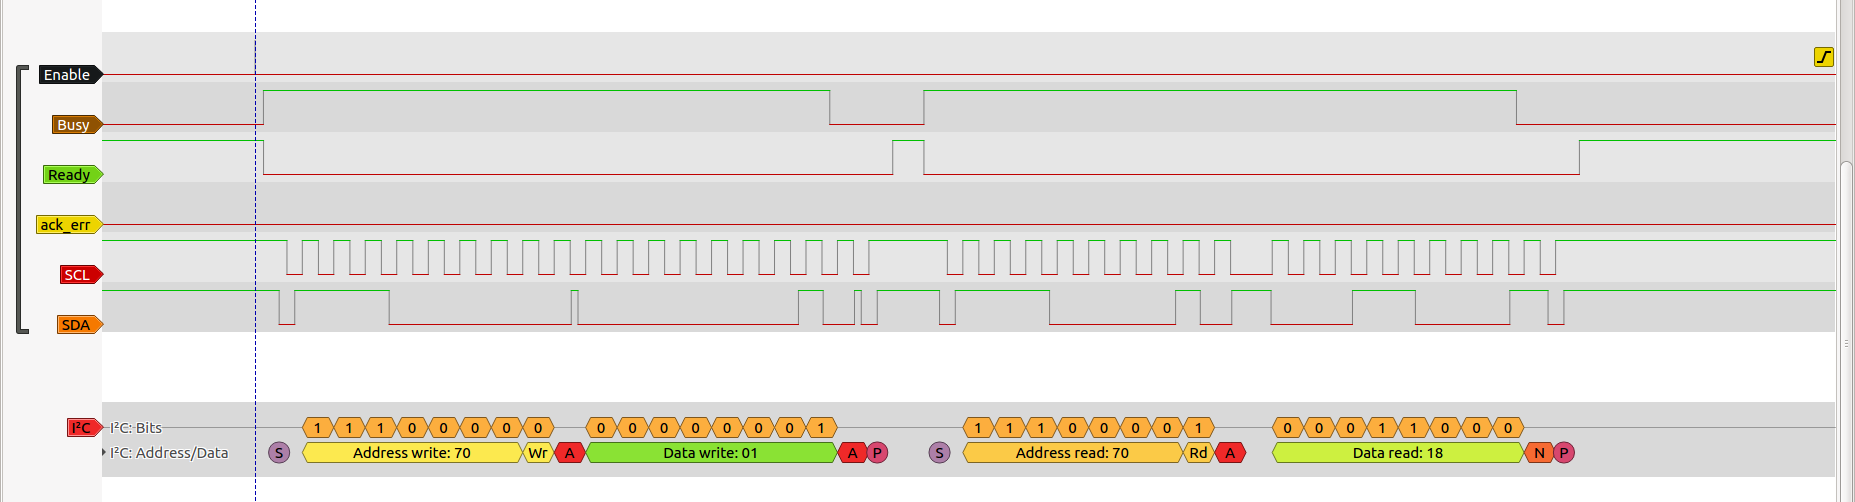 Enable
Busy
Ready
ack_err
SCL
SDA
I²C I²C: Bits 1 1 1 0 0 0 0 0 0 0 0 0 0 0 0 1 1 1 1 0 0 0 0 1 0 0 0 1 1 0 0 0
I²C: Address/Data S Address write: 70 Wr A Data write: 01 A P S Address read: 70 Rd A Data read: 18 N P